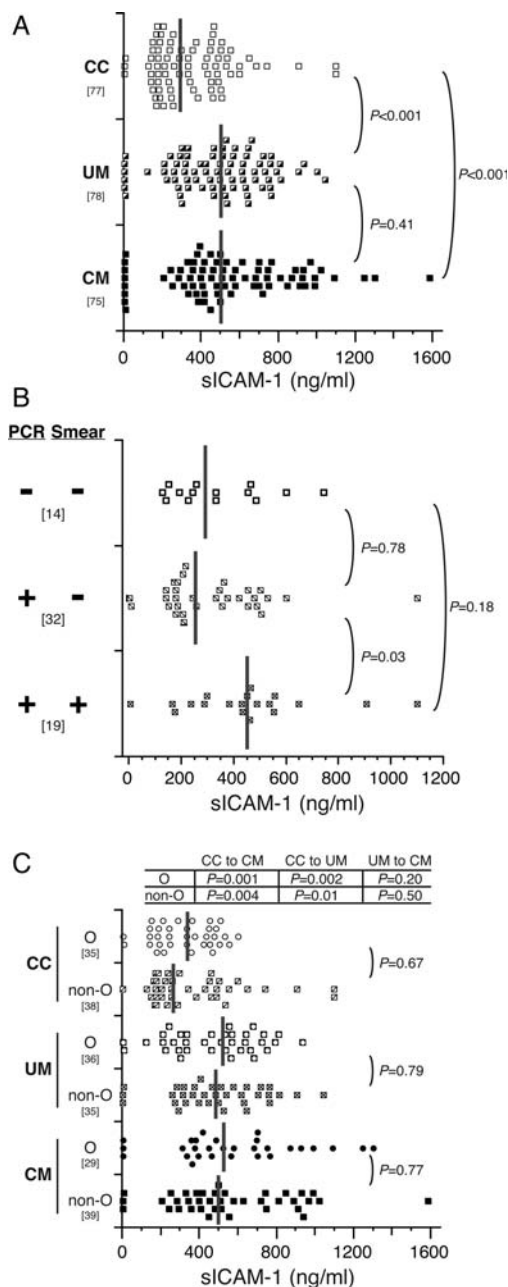 A
CC
[77]
P<0.001
UM
[78]
P<0.001
P=0.41
CM
[75]
0 400 800 1200 1600
sICAM-1 (ng/ml)
B
PCR Smear
- -
[14]
P=0.78
+ -
[32]
P=0.18
P=0.03
+ +
[19]
0 200 400 600 800 1000 1200
sICAM-1 (ng/ml)
C
CC to CM CC to UM UM to CM
O P=0.001 P=0.002 P=0.20
non-O P=0.004 P=0.01 P=0.50
O
[35]
CC
P=0.67
non-O
[38]
O
[36]
UM
P=0.79
non-O
[35]
O
[29]
CM
P=0.77
non-O
[39]
0 400 800 1200 1600
sICAM-1 (ng/ml)